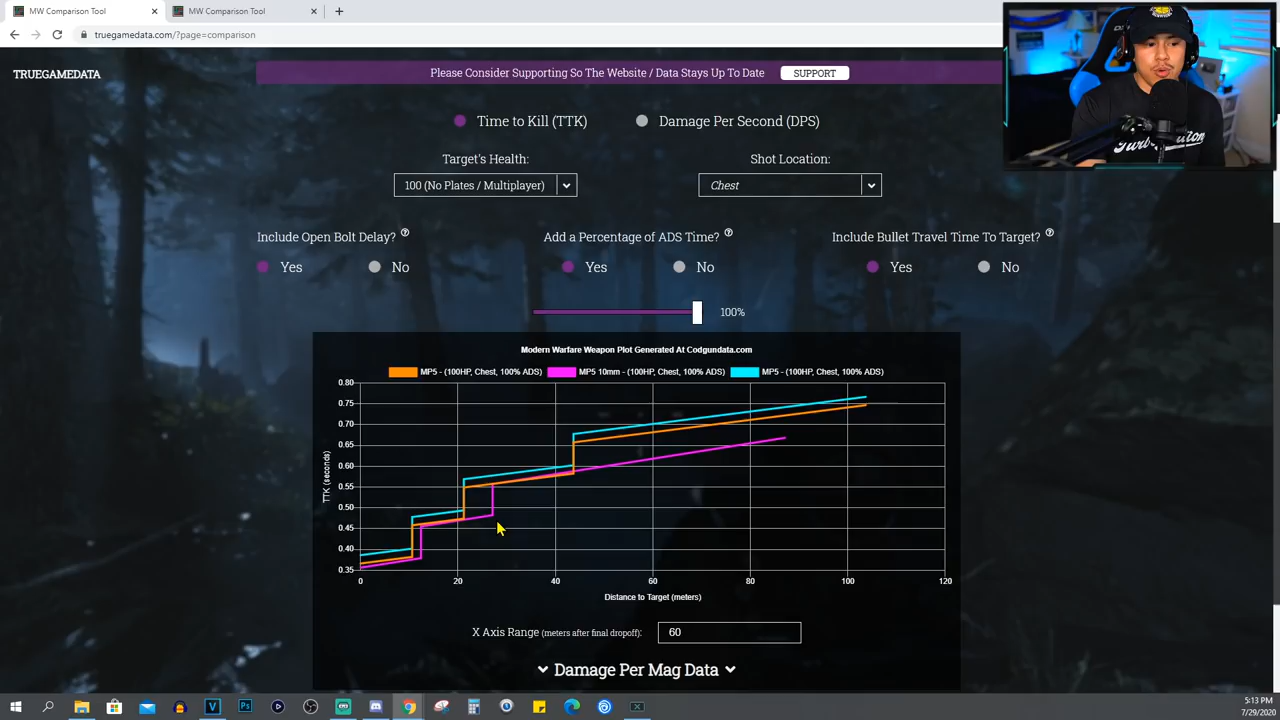 MW Comparison Tool
MW Comparison Tool
truegamedata.com/?page=comparison
TRUEGAMEDATA
Please Consider Supporting So The Website / Data Stays Up To Date
SUPPORT
Time to Kill (TTK)
Damage Per Second (DPS)
Target's Health:
Shot Location:
100 (No Plates / Multiplayer)
Chest
Include Open Bolt Delay?
Add a Percentage of ADS Time?
Include Bullet Travel Time To Target?
Yes
No
Yes
No
Yes
No
100%
Modern Warfare Weapon Plot Generated At Codgundata.com
MP5 - (100HP, Chest, 100% ADS)
MP5 10mm - (100HP, Chest, 100% ADS)
MP5 - (100HP, Chest, 100% ADS)
0.80
0.75
0.70
0.65
0.60
0.55
0.50
0.45
0.40
0.35
TTK (seconds)
0
20
40
60
80
100
120
Distance to Target (meters)
X Axis Range (meters after final dropoff):
60
Damage Per Mag Data
5:13 PM
7/29/2020